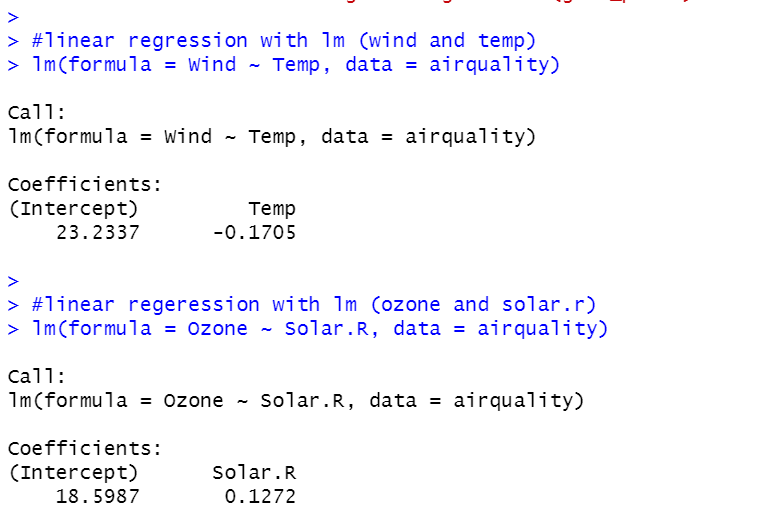 >
> #linear regression with lm (wind and temp)
> lm(formula = Wind ~ Temp, data = airquality)
Call:
lm(formula = Wind ~ Temp, data = airquality)
Coefficients:
(Intercept)         Temp
    23.2337      -0.1705
>
> #linear regeression with lm (ozone and solar.r)
> lm(formula = Ozone ~ Solar.R, data = airquality)
Call:
lm(formula = Ozone ~ Solar.R, data = airquality)
Coefficients:
(Intercept)      Solar.R
    18.5987       0.1272